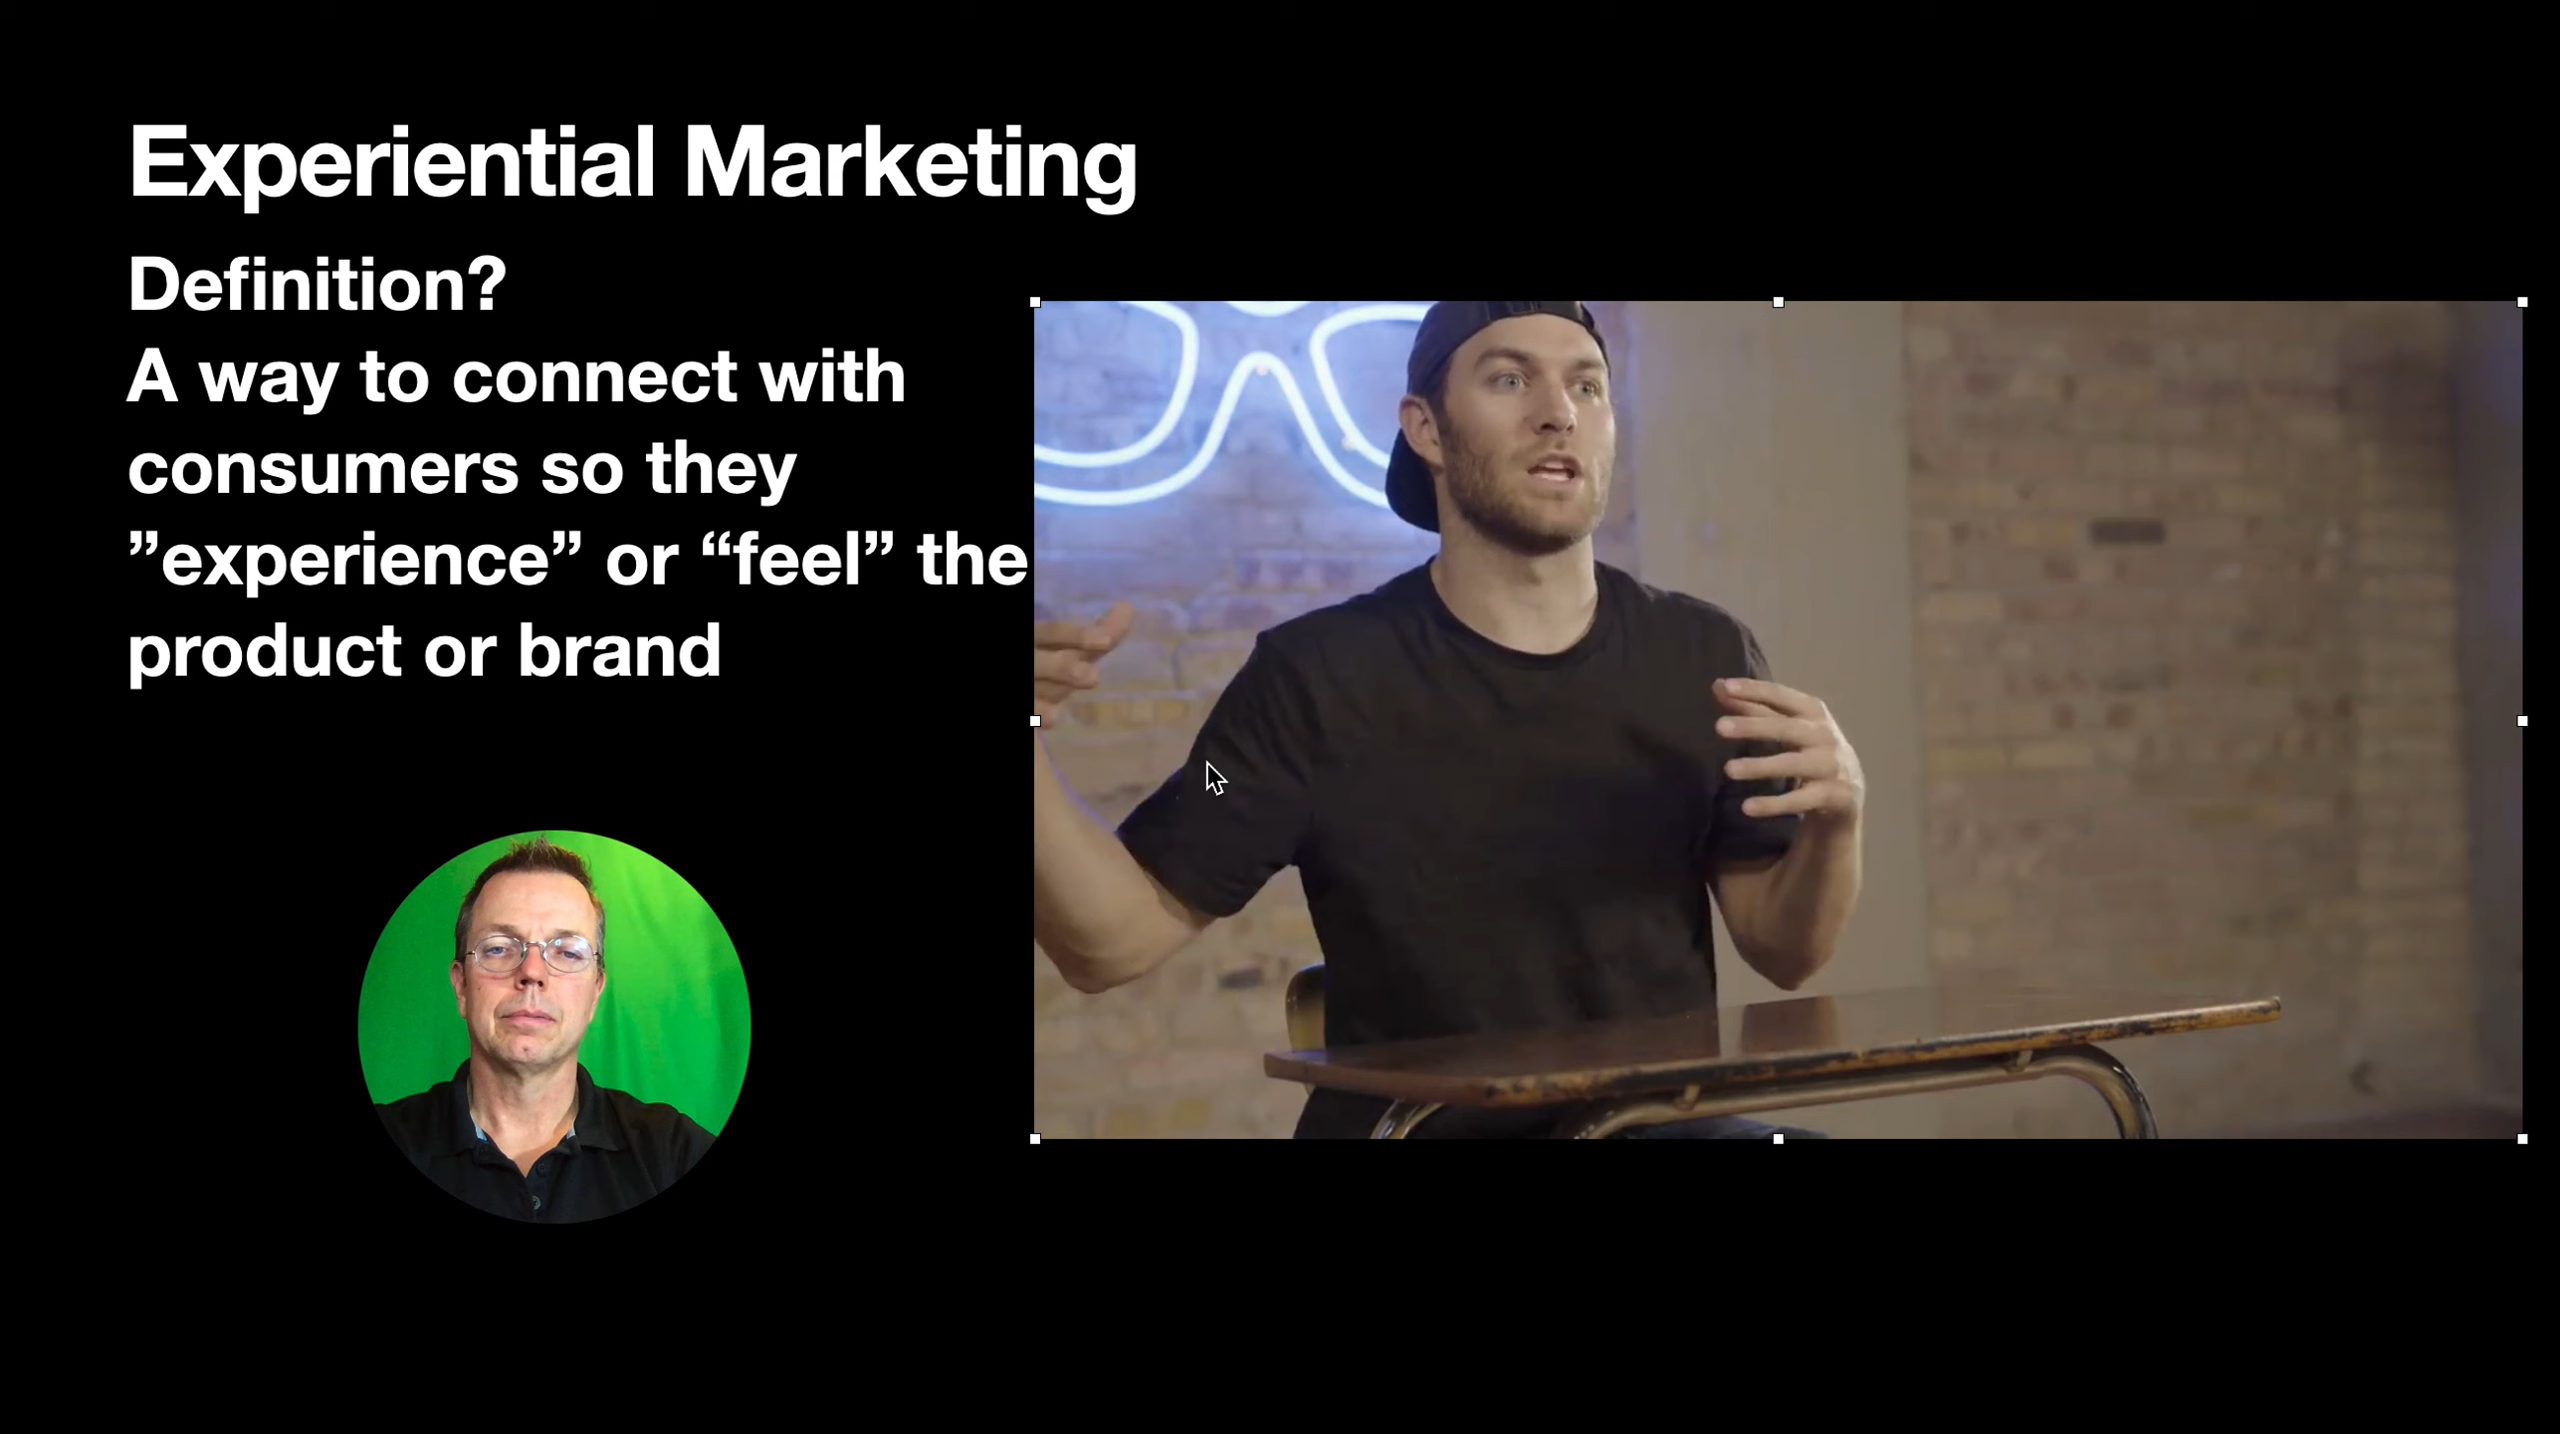 Experiential Marketing
Definition?
A way to connect with
consumers so they
”experience” or “feel” the
product or brand